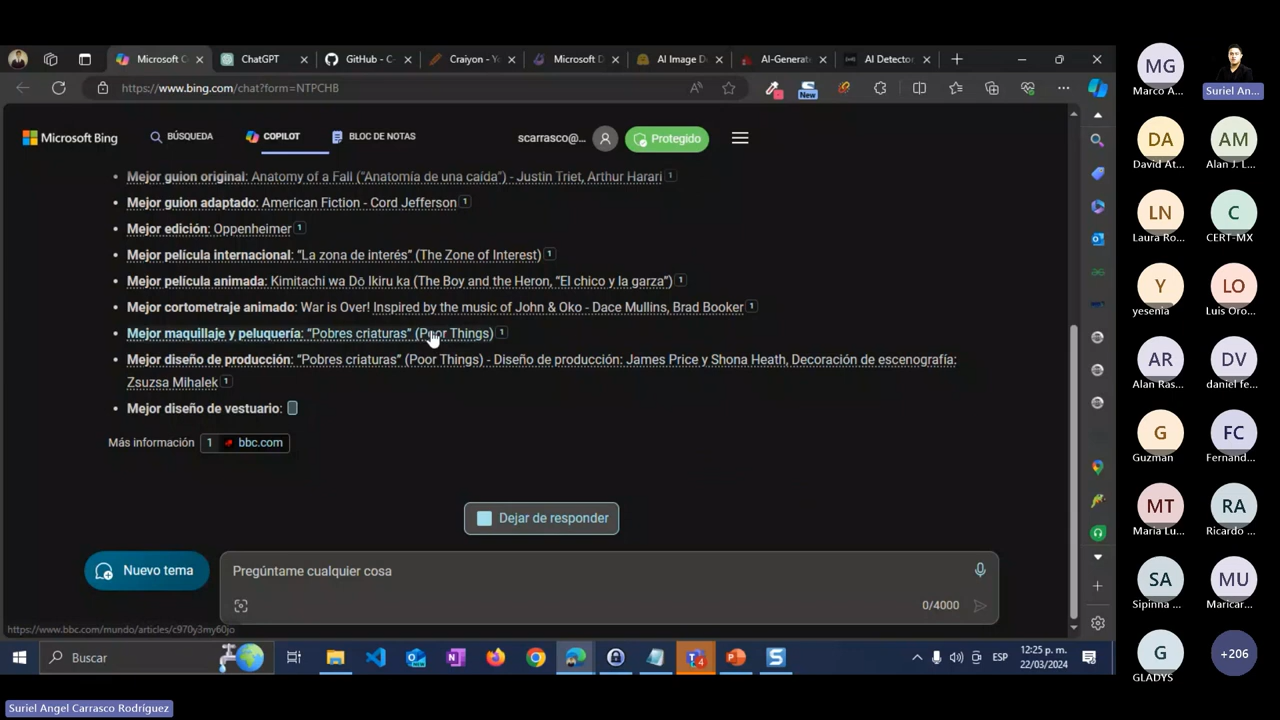 Microsoft C
ChatGPT
GitHub - C
Craiyon - Yo
Microsoft D
AI Image D
AI-Generat
AI Detector
https://www.bing.com/chat?form=NTPCHB
New
Microsoft Bing
BÚSQUEDA
COPILOT
BLOC DE NOTAS
scarrasco@...
Protegido
Mejor guion original: Anatomy of a Fall ("Anatomía de una caída") - Justin Triet, Arthur Harari 1
Mejor guion adaptado: American Fiction - Cord Jefferson 1
Mejor edición: Oppenheimer 1
Mejor película internacional: "La zona de interés" (The Zone of Interest) 1
Mejor película animada: Kimitachi wa Dō Ikiru ka (The Boy and the Heron, "El chico y la garza") 1
Mejor cortometraje animado: War is Over! Inspired by the music of John & Oko - Dace Mullins, Brad Booker 1
Mejor maquillaje y peluquería: "Pobres criaturas" (Poor Things) 1
Mejor diseño de producción: "Pobres criaturas" (Poor Things) - Diseño de producción: James Price y Shona Heath, Decoración de escenografía:
Zsuzsa Mihalek 1
Mejor diseño de vestuario:
Más información 1 bbc.com
Dejar de responder
Nuevo tema
Pregúntame cualquier cosa
0/4000
https://www.bbc.com/mundo/articles/c970y3my60jo
Buscar
4
ESP
12:25 p. m.
22/03/2024
MG
Marco A...
Suriel An...
DA
David At...
AM
Alan J. L...
LN
Laura Ro...
C
CERT-MX
Y
yesenia
LO
Luis Oro...
AR
Alan Ras...
DV
daniel fe...
G
Guzman
FC
Fernand...
MT
Maria Lu...
RA
Ricardo ...
SA
Sipinna ...
MU
Maricar...
G
GLADYS
+206
Suriel Angel Carrasco Rodríguez